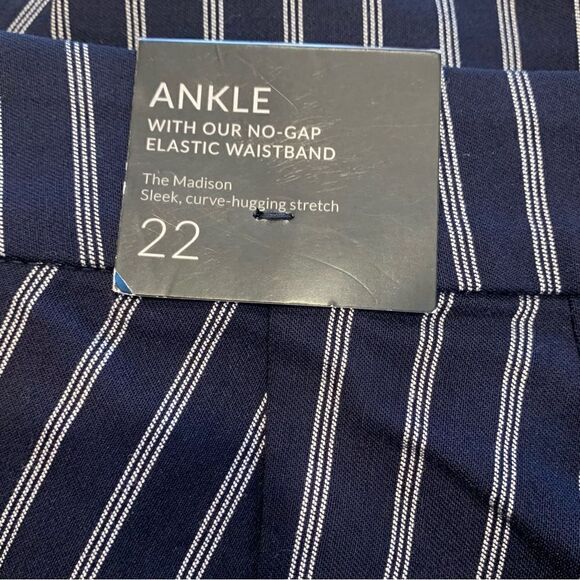 ANKLE
WITH OUR NO-GAP
ELASTIC WAISTBAND
The Madison
Sleek, curve-hugging stretch
22